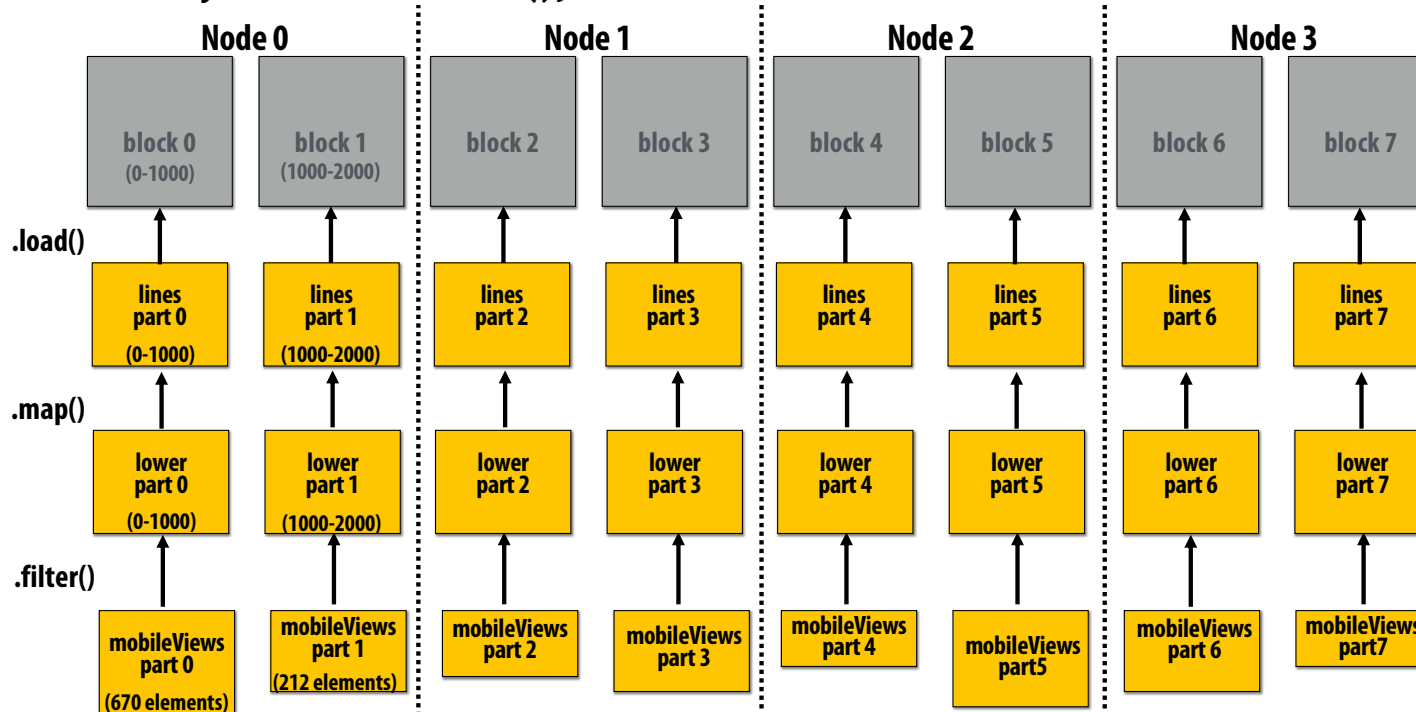 ();
Node 0
Node 1
Node 2
Node 3
block 0
(0-1000)
block 1
(1000-2000)
block 2
block 3
block 4
block 5
block 6
block 7
.load()
lines
part 0
(0-1000)
lines
part 1
(1000-2000)
lines
part 2
lines
part 3
lines
part 4
lines
part 5
lines
part 6
lines
part 7
.map()
lower
part 0
(0-1000)
lower
part 1
(1000-2000)
lower
part 2
lower
part 3
lower
part 4
lower
part 5
lower
part 6
lower
part 7
.filter()
mobileViews
part 0
(670 elements)
mobileViews
part 1
(212 elements)
mobileViews
part 2
mobileViews
part 3
mobileViews
part 4
mobileViews
part5
mobileViews
part 6
mobileViews
part7